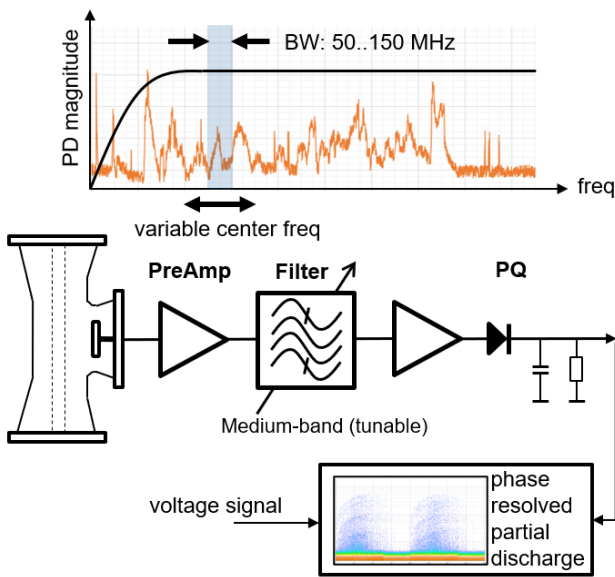 BW: 50..150 MHz
PD magnitude
freq
variable center freq
PreAmp
Filter
PQ
Medium-band (tunable)
voltage signal
phase
resolved
partial
discharge